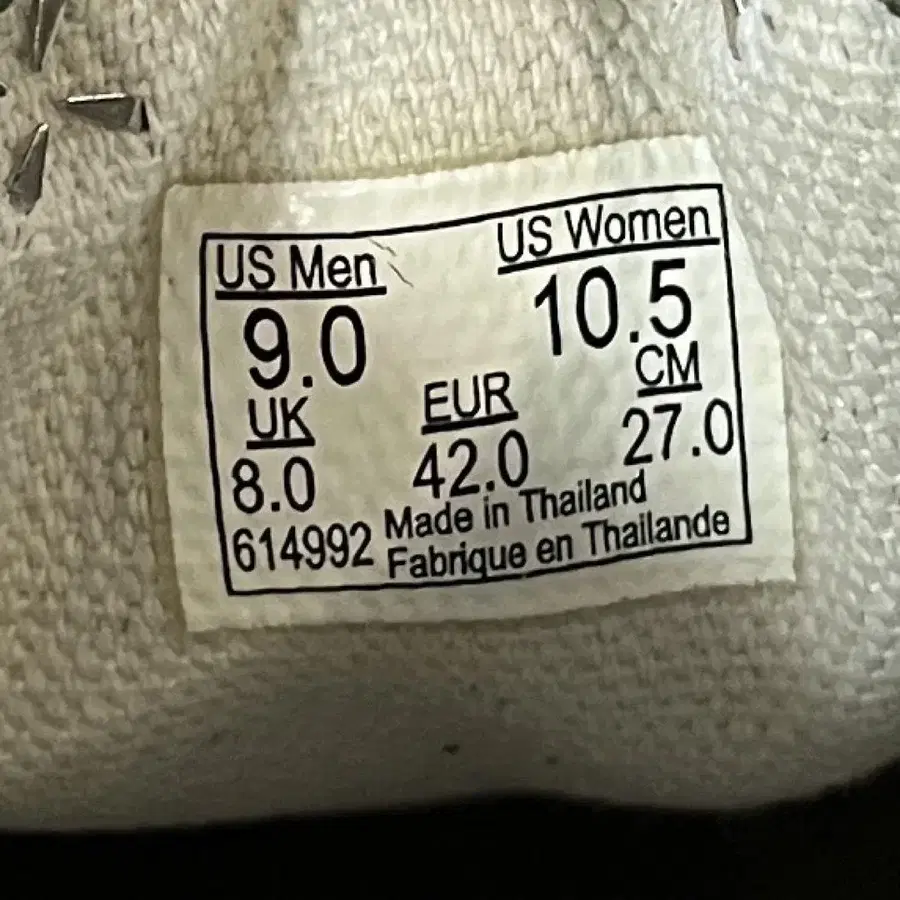 US Men US Women
9.0 10.5
UK EUR CM
8.0 42.0 27.0
614992 Made in Thailand
Fabrique en Thailande